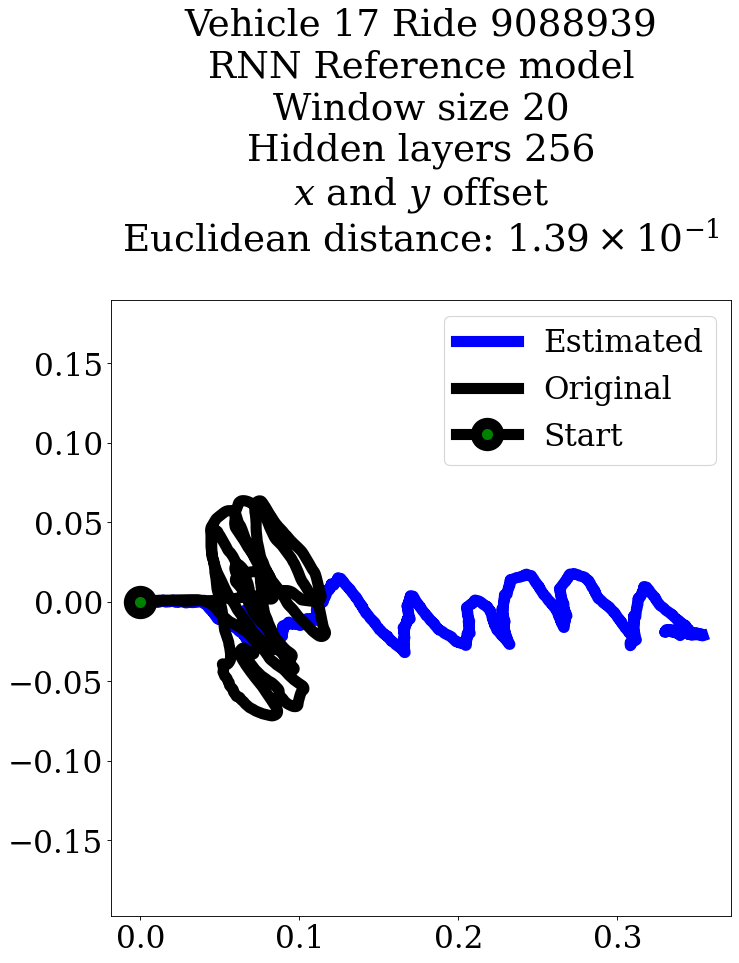 Vehicle 17 Ride 9088939
RNN Reference model
Window size 20
Hidden layers 256
x and y offset
Euclidean distance: 1.39 × 10⁻¹
Estimated
Original
Start
0.15
0.10
0.05
0.00
−0.05
−0.10
−0.15
0.0 0.1 0.2 0.3